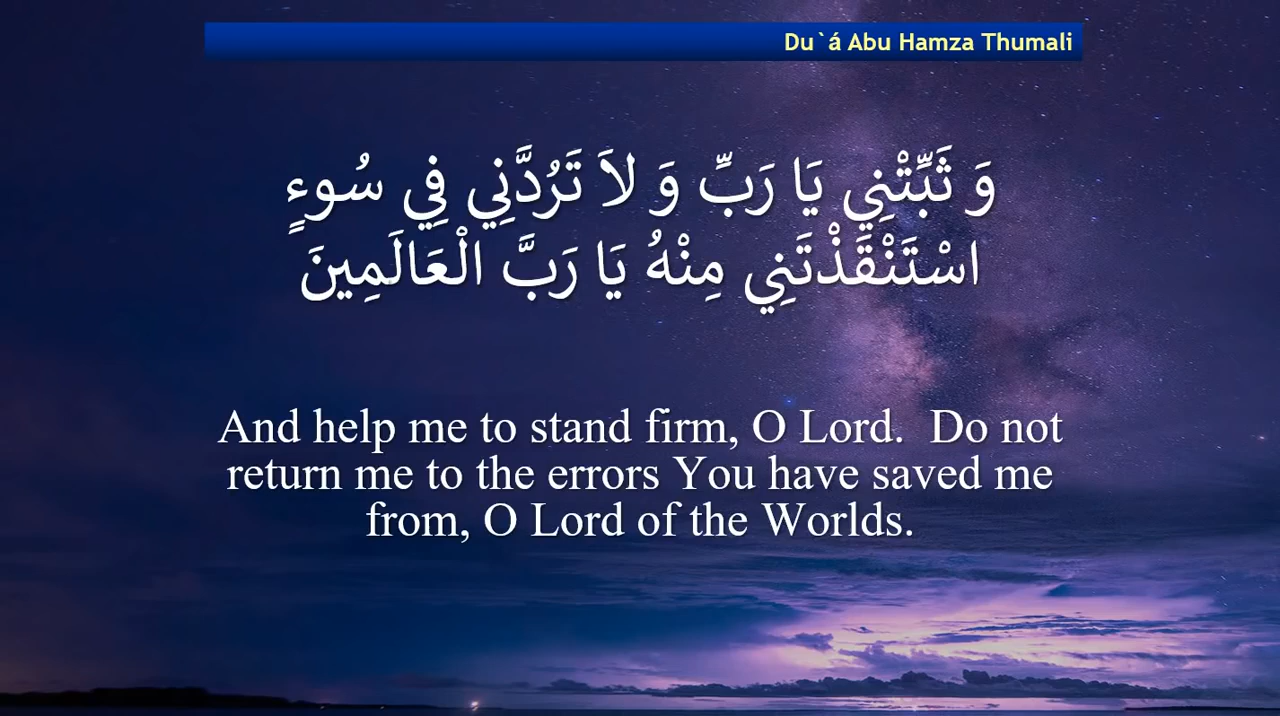 Du`á Abu Hamza Thumali
وَ ثَبِّتْنِي يَا رَبِّ وَ لاَ تَرُدَّنِي فِي سُوءٍ
اسْتَنْقَذْتَنِي مِنْهُ يَا رَبَّ الْعَالَمِينَ
And help me to stand firm, O Lord.  Do not
return me to the errors You have saved me
from, O Lord of the Worlds.